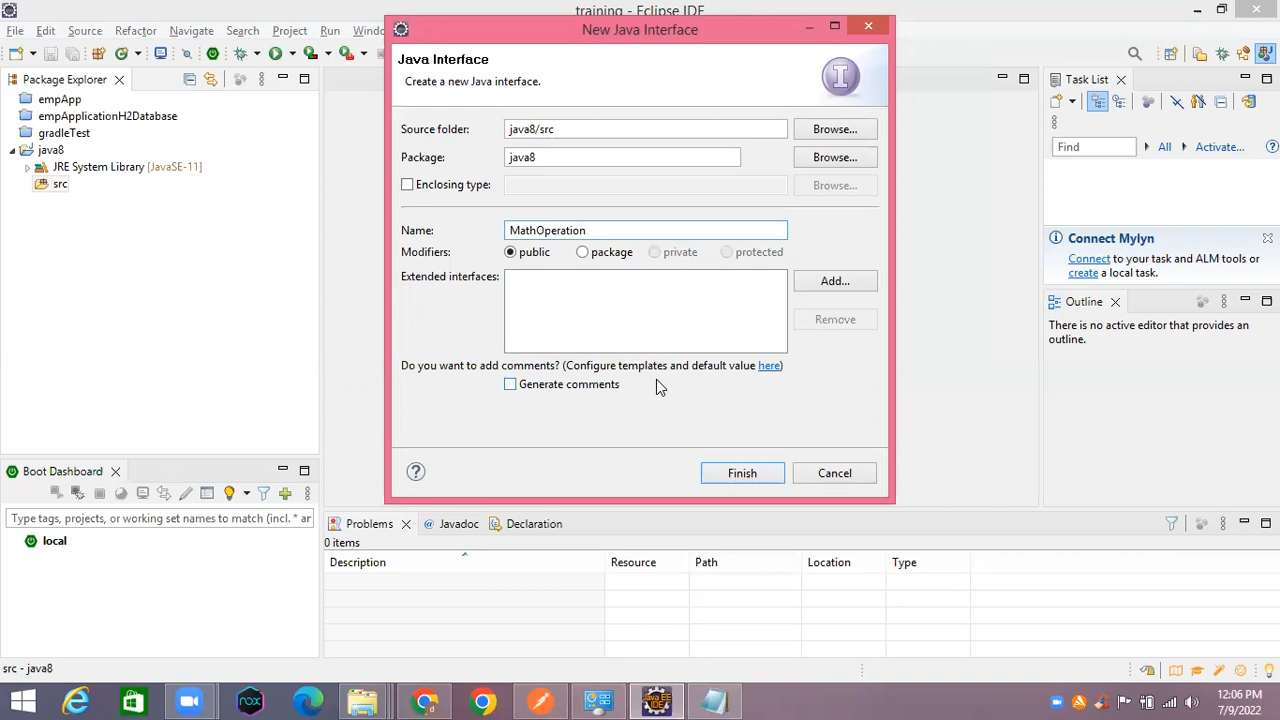 training - Eclipse IDE
File Edit Source Refactor Navigate Search Project Run Windo
New Java Interface
Java Interface
Create a new Java interface.
I
Source folder: java8/src Browse...
Package: java8 Browse...
Enclosing type: Browse...
Name: MathOperation
Modifiers: public package private protected
Extended interfaces: Add...
Remove
Do you want to add comments? (Configure templates and default value here)
Generate comments
? Finish Cancel
Package Explorer
empApp
empApplicationH2Database
gradleTest
java8
JRE System Library [JavaSE-11]
src
Task List
Find All Activate...
Connect Mylyn
Connect to your task and ALM tools or
create a local task.
Outline
There is no active editor that provides an
outline.
Boot Dashboard
Type tags, projects, or working set names to match (incl. * ar
local
Problems Javadoc Declaration
0 items
Description Resource Path Location Type
src - java8
nox
Java EE
IDE
12:06 PM
7/9/2022